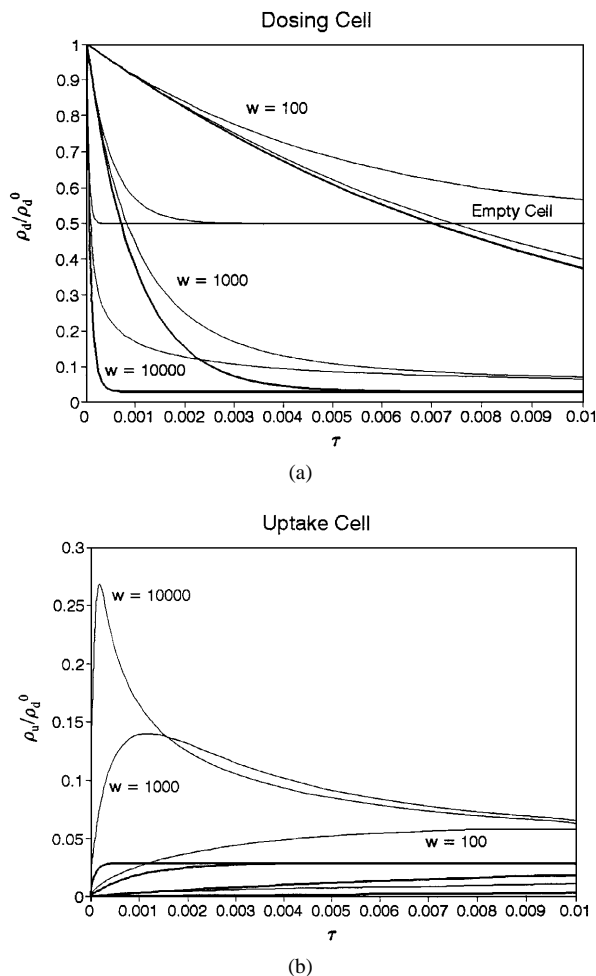 Dosing Cell
1
0.9
0.8
0.7
0.6
0.5
0.4
0.3
0.2
0.1
0
ρd/ρd0
w = 100
Empty Cell
w = 1000
w = 10000
0 0.001 0.002 0.003 0.004 0.005 0.006 0.007 0.008 0.009 0.01
τ
(a)
Uptake Cell
0.3
0.25
0.2
0.15
0.1
0.05
0
ρu/ρd0
w = 10000
w = 1000
w = 100
0 0.001 0.002 0.003 0.004 0.005 0.006 0.007 0.008 0.009 0.01
τ
(b)